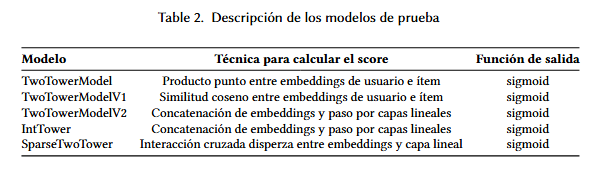 Table 2. Descripción de los modelos de prueba
Modelo Técnica para calcular el score Función de salida
TwoTowerModel Producto punto entre embeddings de usuario e ítem sigmoid
TwoTowerModelV1 Similitud coseno entre embeddings de usuario e ítem sigmoid
TwoTowerModelV2 Concatenación de embeddings y paso por capas lineales sigmoid
IntTower Concatenación de embeddings y paso por capas lineales sigmoid
SparseTwoTower Interacción cruzada dispersa entre embeddings y capa lineal sigmoid